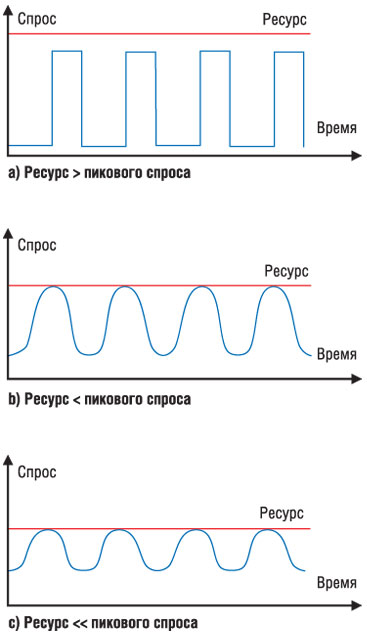 Спрос
Ресурс
Время
a) Ресурс > пикового спроса
Спрос
Ресурс
Время
b) Ресурс < пикового спроса
Спрос
Ресурс
Время
c) Ресурс << пикового спроса